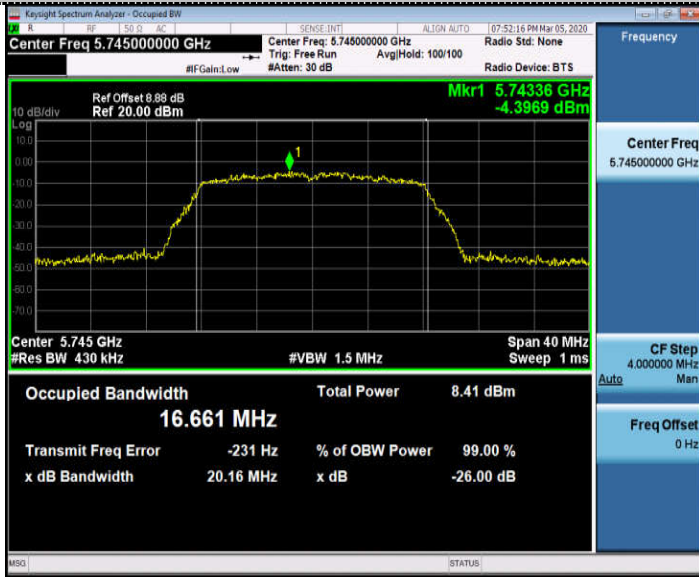 Keysight Spectrum Analyzer - Occupied BW
R RF 50 Ω AC SENSE:INT ALIGN AUTO 07:52:16 PM Mar 05, 2020
Center Freq 5.745000000 GHz
Center Freq: 5.745000000 GHz
Radio Std: None
Trig: Free Run Avg|Hold: 100/100
#IFGain:Low
#Atten: 30 dB
Radio Device: BTS
Ref Offset 8.88 dB
10 dB/div Ref 20.00 dBm
Mkr1 5.74336 GHz
-4.3969 dBm
Log
10.0
0.00
-10.0
-20.0
-30.0
-40.0
-50.0
-60.0
-70.0
1
Center 5.745 GHz
Span 40 MHz
#Res BW 430 kHz
#VBW 1.5 MHz
Sweep 1 ms
Occupied Bandwidth
16.661 MHz
Total Power 8.41 dBm
Transmit Freq Error -231 Hz
% of OBW Power 99.00 %
x dB Bandwidth 20.16 MHz
x dB -26.00 dB
MSG
STATUS
Frequency
Center Freq
5.745000000 GHz
CF Step
4.000000 MHz
Auto Man
Freq Offset
0 Hz